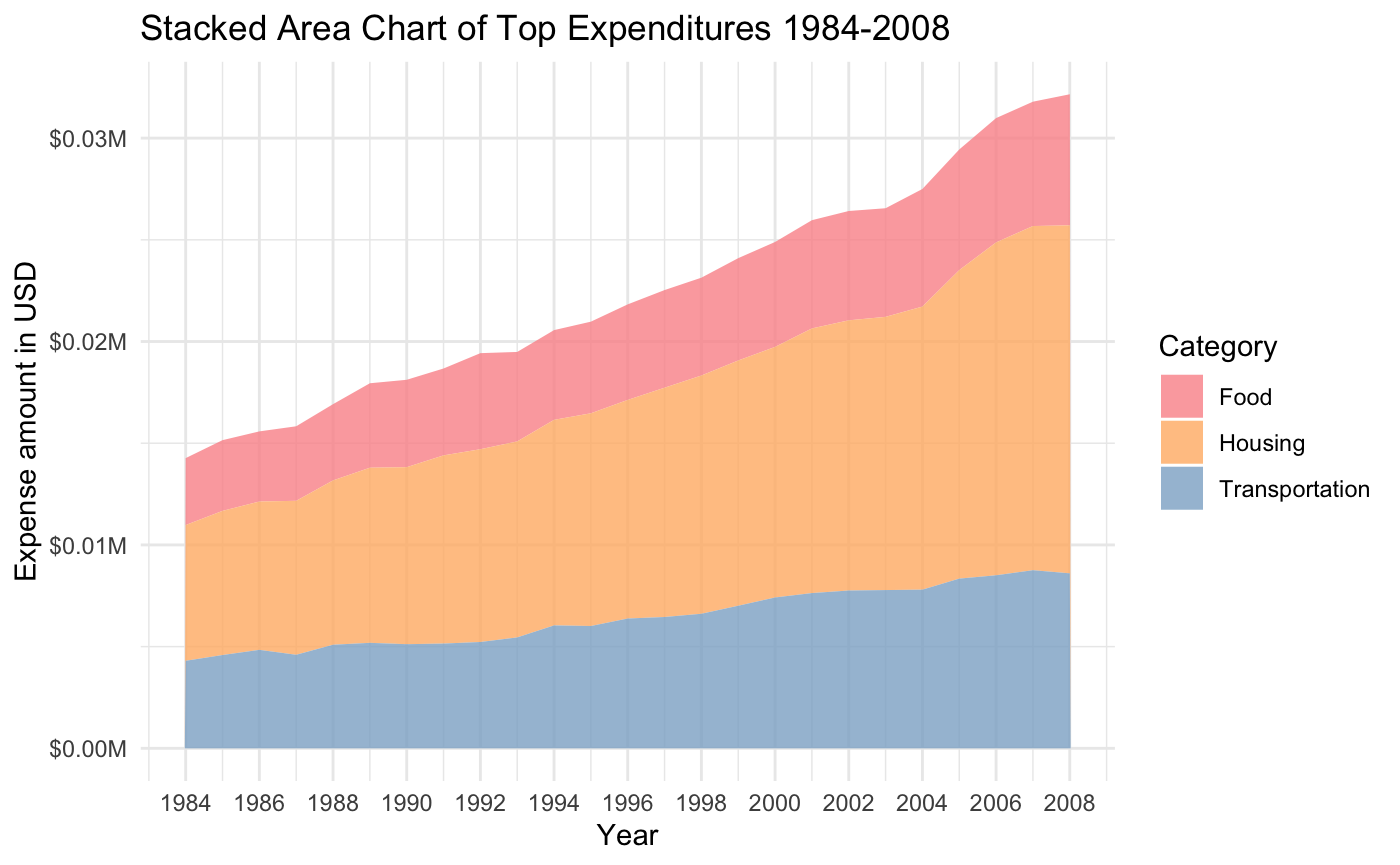 Stacked Area Chart of Top Expenditures 1984-2008
Expense amount in USD
$0.03M
$0.02M
$0.01M
$0.00M
1984 1986 1988 1990 1992 1994 1996 1998 2000 2002 2004 2006 2008
Year
Category
Food
Housing
Transportation